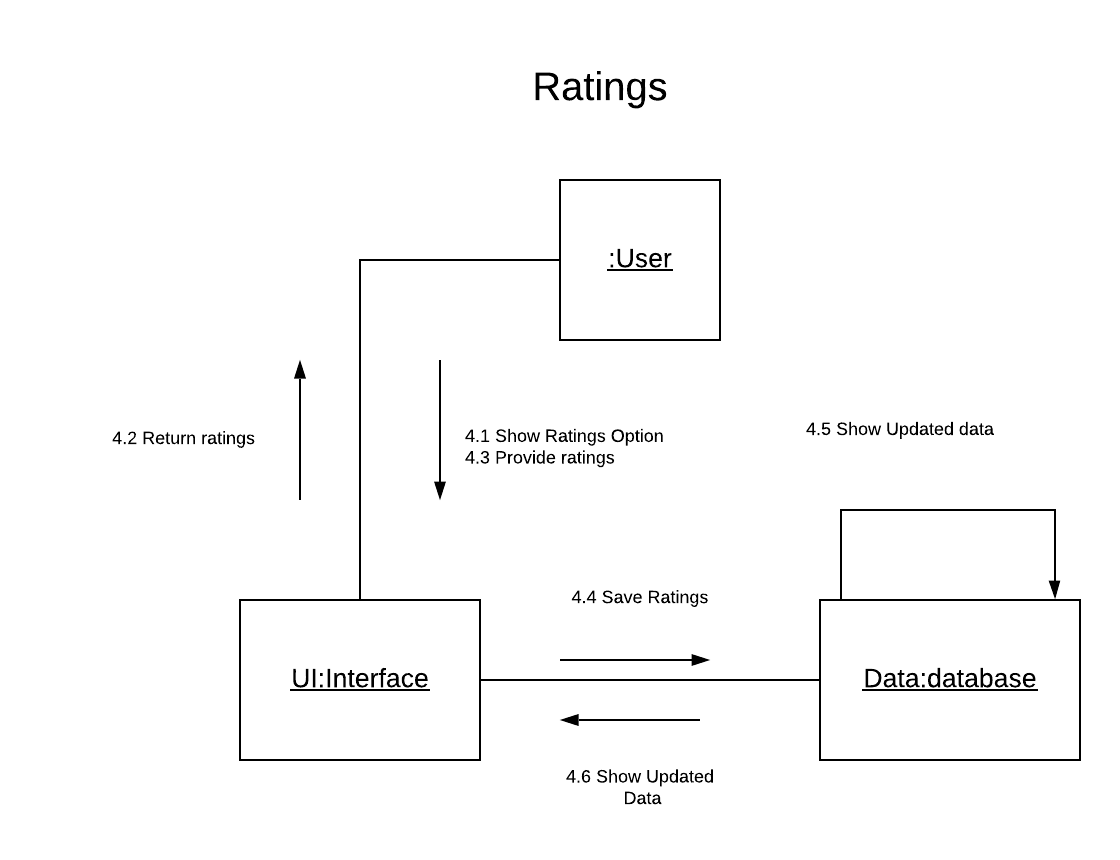 Ratings
:User
4.2 Return ratings
4.1 Show Ratings Option
4.3 Provide ratings
4.5 Show Updated data
4.4 Save Ratings
UI:Interface
Data:database
4.6 Show Updated
Data